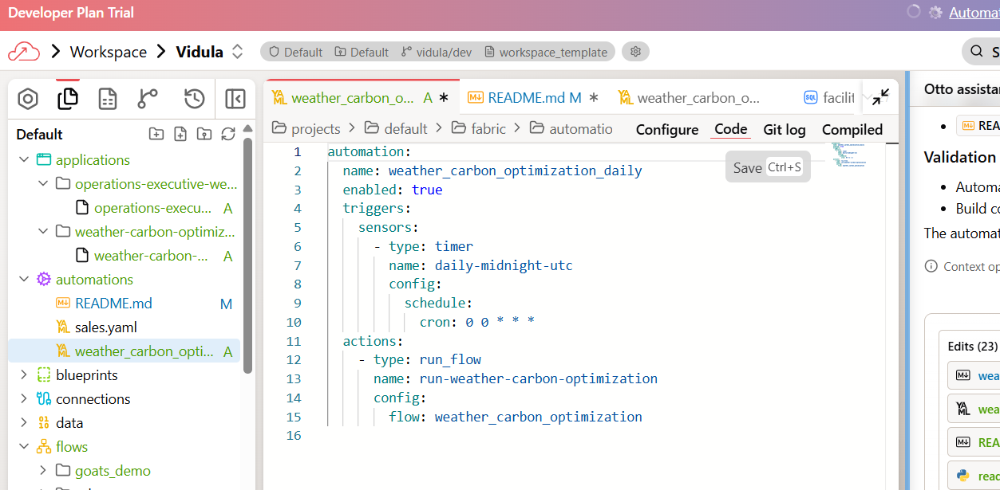 Developer Plan Trial
Automa
Workspace
Vidula
Default
Default
vidula/dev
workspace_template
S
Default
applications
operations-executive-we...
operations-execu... A
weather-carbon-optimiz...
weather-carbon-... A
automations
README.md M
sales.yaml
weather_carbon_opti... A
blueprints
connections
data
flows
goats_demo
weather_carbon_o... A *
README.md M *
weather_carbon_o...
SQL facilit
projects > default > fabric > automatio
Configure
Code
Git log
Compiled
Save Ctrl+S
1 automation:
2 name: weather_carbon_optimization_daily
3 enabled: true
4 triggers:
5 sensors:
6 - type: timer
7 name: daily-midnight-utc
8 config:
9 schedule:
10 cron: 0 0 * * *
11 actions:
12 - type: run_flow
13 name: run-weather-carbon-optimization
14 config:
15 flow: weather_carbon_optimization
16
Otto assista
REA
Validation
Automa
Build co
The automat
Context op
Edits (23)
wea
wea
REA
read